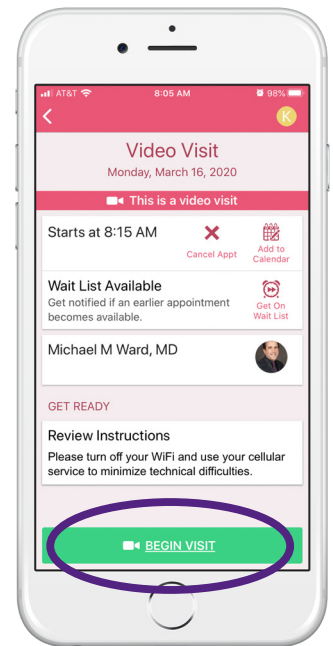 AT&T 8:05 AM 98%
K
Video Visit
Monday, March 16, 2020
This is a video visit
Starts at 8:15 AM
Cancel Appt
Add to
Calendar
Wait List Available
Get notified if an earlier appointment
becomes available.
Get On
Wait List
Michael M Ward, MD
GET READY
Review Instructions
Please turn off your WiFi and use your cellular
service to minimize technical difficulties.
BEGIN VISIT